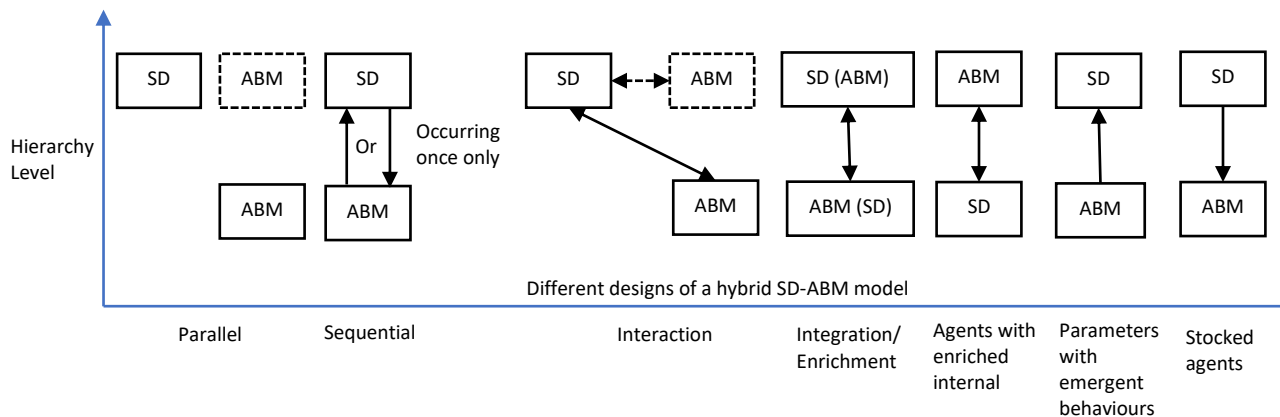 SD
ABM
SD
SD
ABM
SD (ABM)
ABM
SD
SD
Hierarchy
Level
Or
Occurring
once only
ABM
ABM
ABM
ABM (SD)
SD
ABM
ABM
Different designs of a hybrid SD-ABM model
Parallel
Sequential
Interaction
Integration/
Enrichment
Agents with
enriched
internal
Parameters
with
emergent
behaviours
Stocked
agents